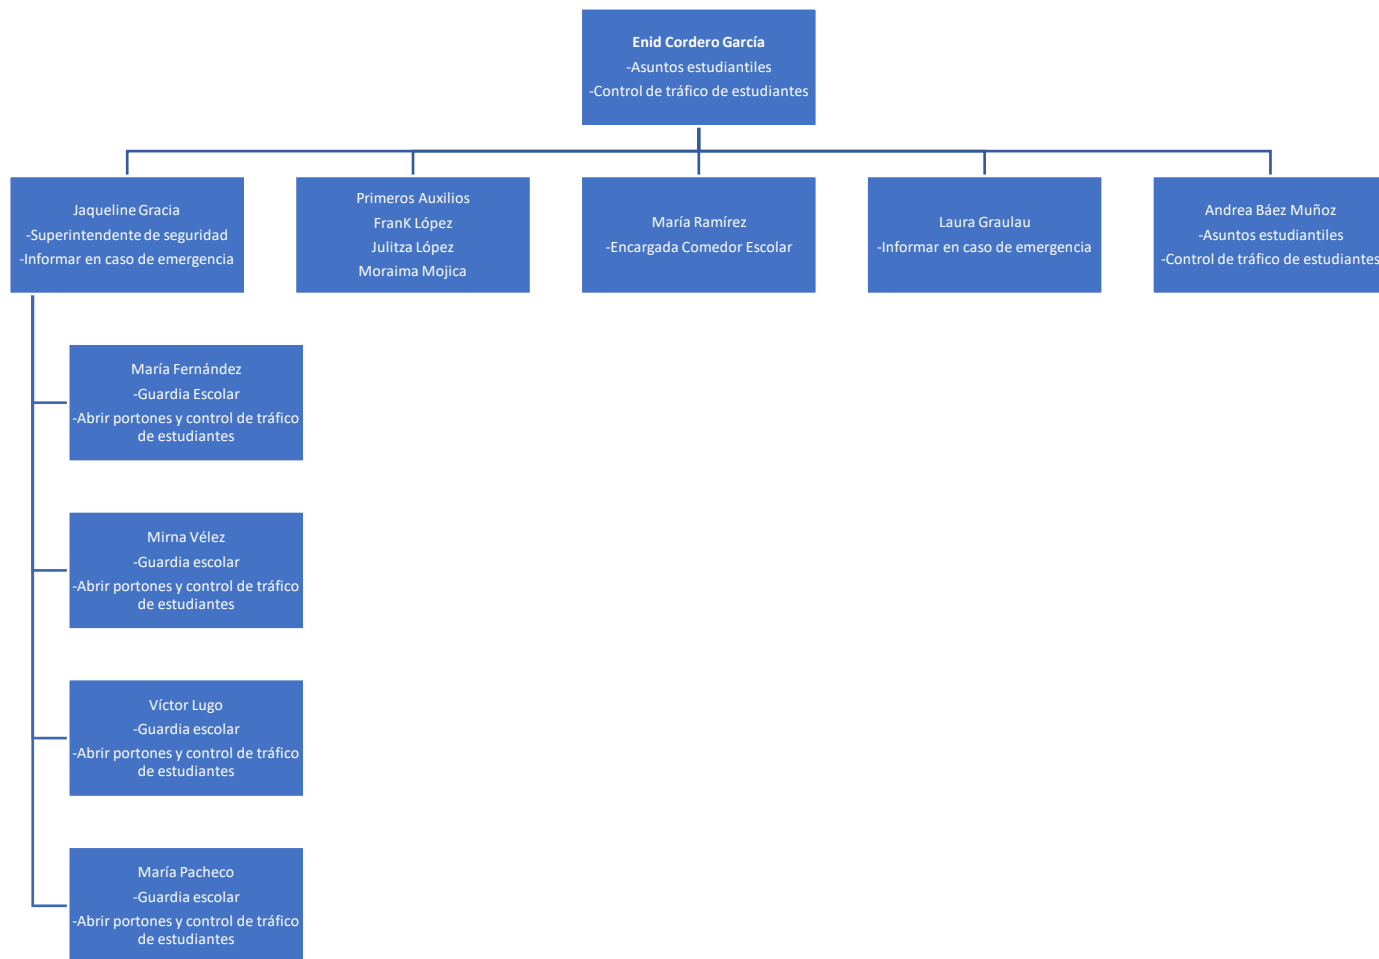 Enid Cordero García
-Asuntos estudiantiles
-Control de tráfico de estudiantes
Jaqueline Gracia
-Superintendente de seguridad
-Informar en caso de emergencia
Primeros Auxilios
FranK López
Julitza López
Moraima Mojica
María Ramírez
-Encargada Comedor Escolar
Laura Graulau
-Informar en caso de emergencia
Andrea Báez Muñoz
-Asuntos estudiantiles
-Control de tráfico de estudiantes
María Fernández
-Guardia Escolar
-Abrir portones y control de tráfico
de estudiantes
Mirna Vélez
-Guardia escolar
-Abrir portones y control de tráfico
de estudiantes
Víctor Lugo
-Guardia escolar
-Abrir portones y control de tráfico
de estudiantes
María Pacheco
-Guardia escolar
-Abrir portones y control de tráfico
de estudiantes